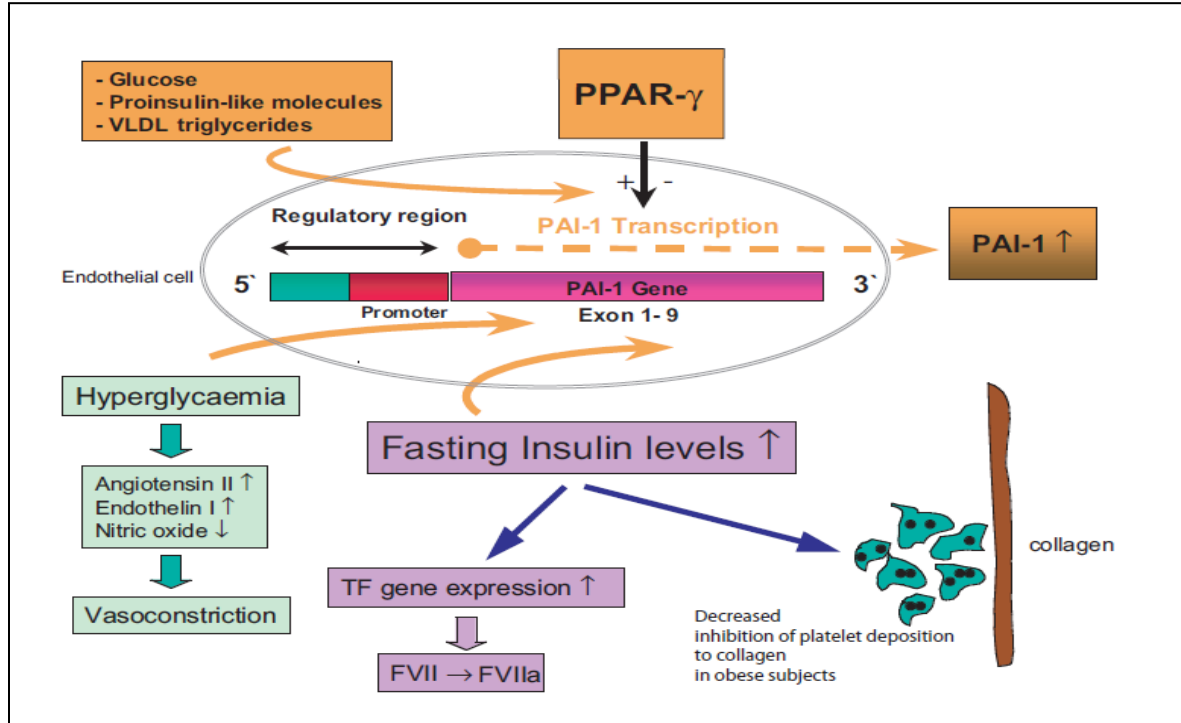 - Glucose
- Proinsulin-like molecules
- VLDL triglycerides
PPAR-γ
+ -
Regulatory region
PAI-1 Transcription
PAI-1 ↑
Endothelial cell
5`
PAI-1 Gene
3`
Promoter
Exon 1- 9
Hyperglycaemia
Fasting Insulin levels ↑
Angiotensin II ↑
Endothelin I ↑
Nitric oxide ↓
collagen
TF gene expression ↑
Vasoconstriction
Decreased
inhibition of platelet deposition
to collagen
in obese subjects
FVII → FVIIa